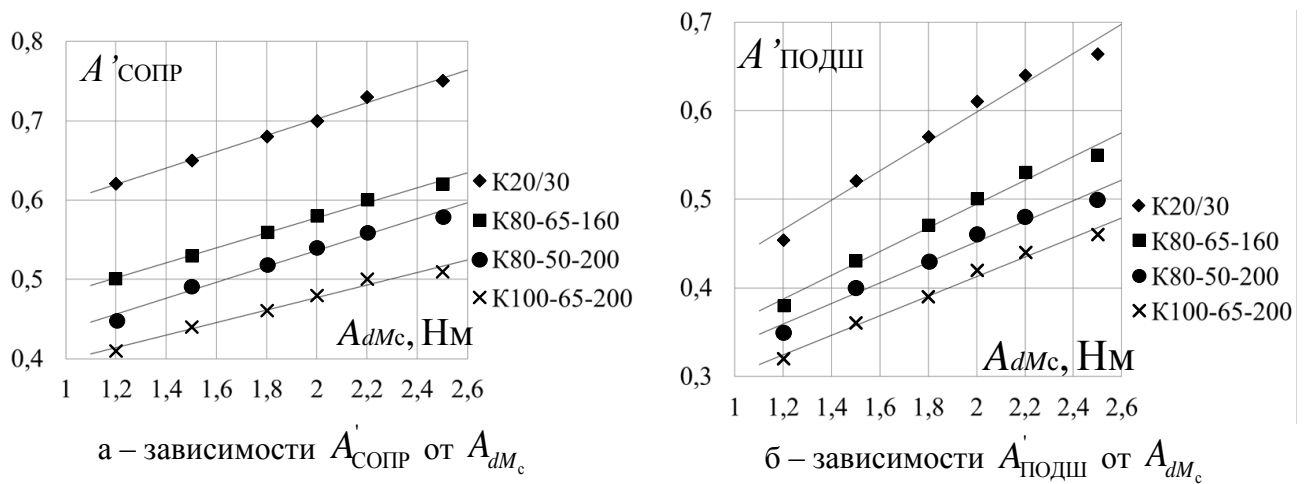 0,8
0,7
0,6
0,5
0,4
A’СОПР
AdMc, Нм
1 1,2 1,4 1,6 1,8 2 2,2 2,4 2,6
К20/30
К80-65-160
К80-50-200
К100-65-200
а – зависимости A'СОПР от AdMc
0,7
0,6
0,5
0,4
0,3
A’ПОДШ
AdMc, Нм
1 1,2 1,4 1,6 1,8 2 2,2 2,4 2,6
К20/30
К80-65-160
К80-50-200
К100-65-200
б – зависимости A'ПОДШ от AdMc